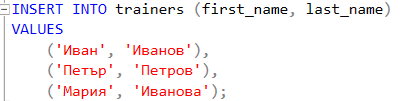 INSERT INTO trainers (first_name, last_name)
VALUES
('Иван', 'Иванов'),
('Петър', 'Петров'),
('Мария', 'Иванова');